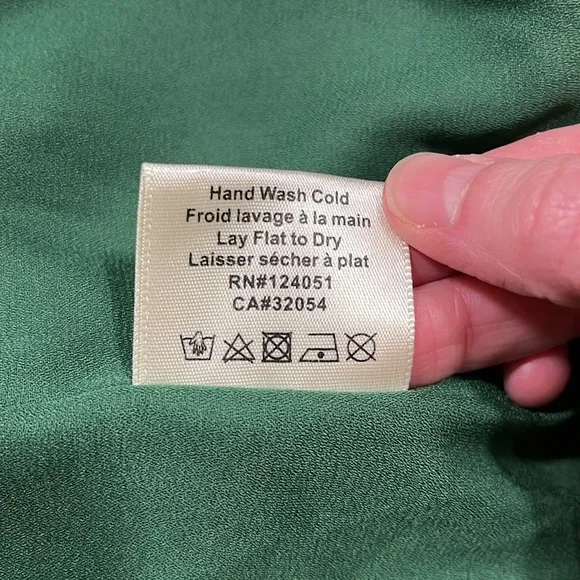 Hand Wash Cold
Froid lavage à la main
Lay Flat to Dry
Laisser sécher à plat
RN#124051
CA#32054